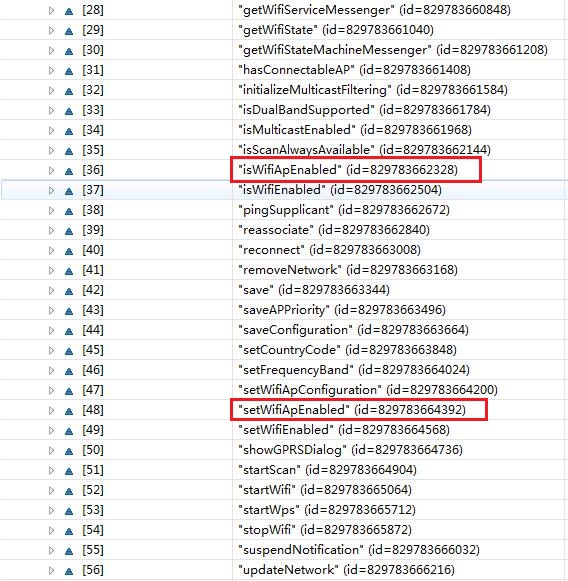 [28] "getWifiServiceMessenger" (id=829783660848)
[29] "getWifiState" (id=829783661040)
[30] "getWifiStateMachineMessenger" (id=829783661208)
[31] "hasConnectableAP" (id=829783661408)
[32] "initializeMulticastFiltering" (id=829783661584)
[33] "isDualBandSupported" (id=829783661784)
[34] "isMulticastEnabled" (id=829783661968)
[35] "isScanAlwaysAvailable" (id=829783662144)
[36] "isWifiApEnabled" (id=829783662328)
[37] "isWifiEnabled" (id=829783662504)
[38] "pingSupplicant" (id=829783662672)
[39] "reassociate" (id=829783662840)
[40] "reconnect" (id=829783663008)
[41] "removeNetwork" (id=829783663168)
[42] "save" (id=829783663344)
[43] "saveAPPriority" (id=829783663496)
[44] "saveConfiguration" (id=829783663664)
[45] "setCountryCode" (id=829783663848)
[46] "setFrequencyBand" (id=829783664024)
[47] "setWifiApConfiguration" (id=829783664200)
[48] "setWifiApEnabled" (id=829783664392)
[49] "setWifiEnabled" (id=829783664568)
[50] "showGPRSDialog" (id=829783664736)
[51] "startScan" (id=829783664904)
[52] "startWifi" (id=829783665064)
[53] "startWps" (id=829783665712)
[54] "stopWifi" (id=829783665872)
[55] "suspendNotification" (id=829783666032)
[56] "updateNetwork" (id=829783666216)